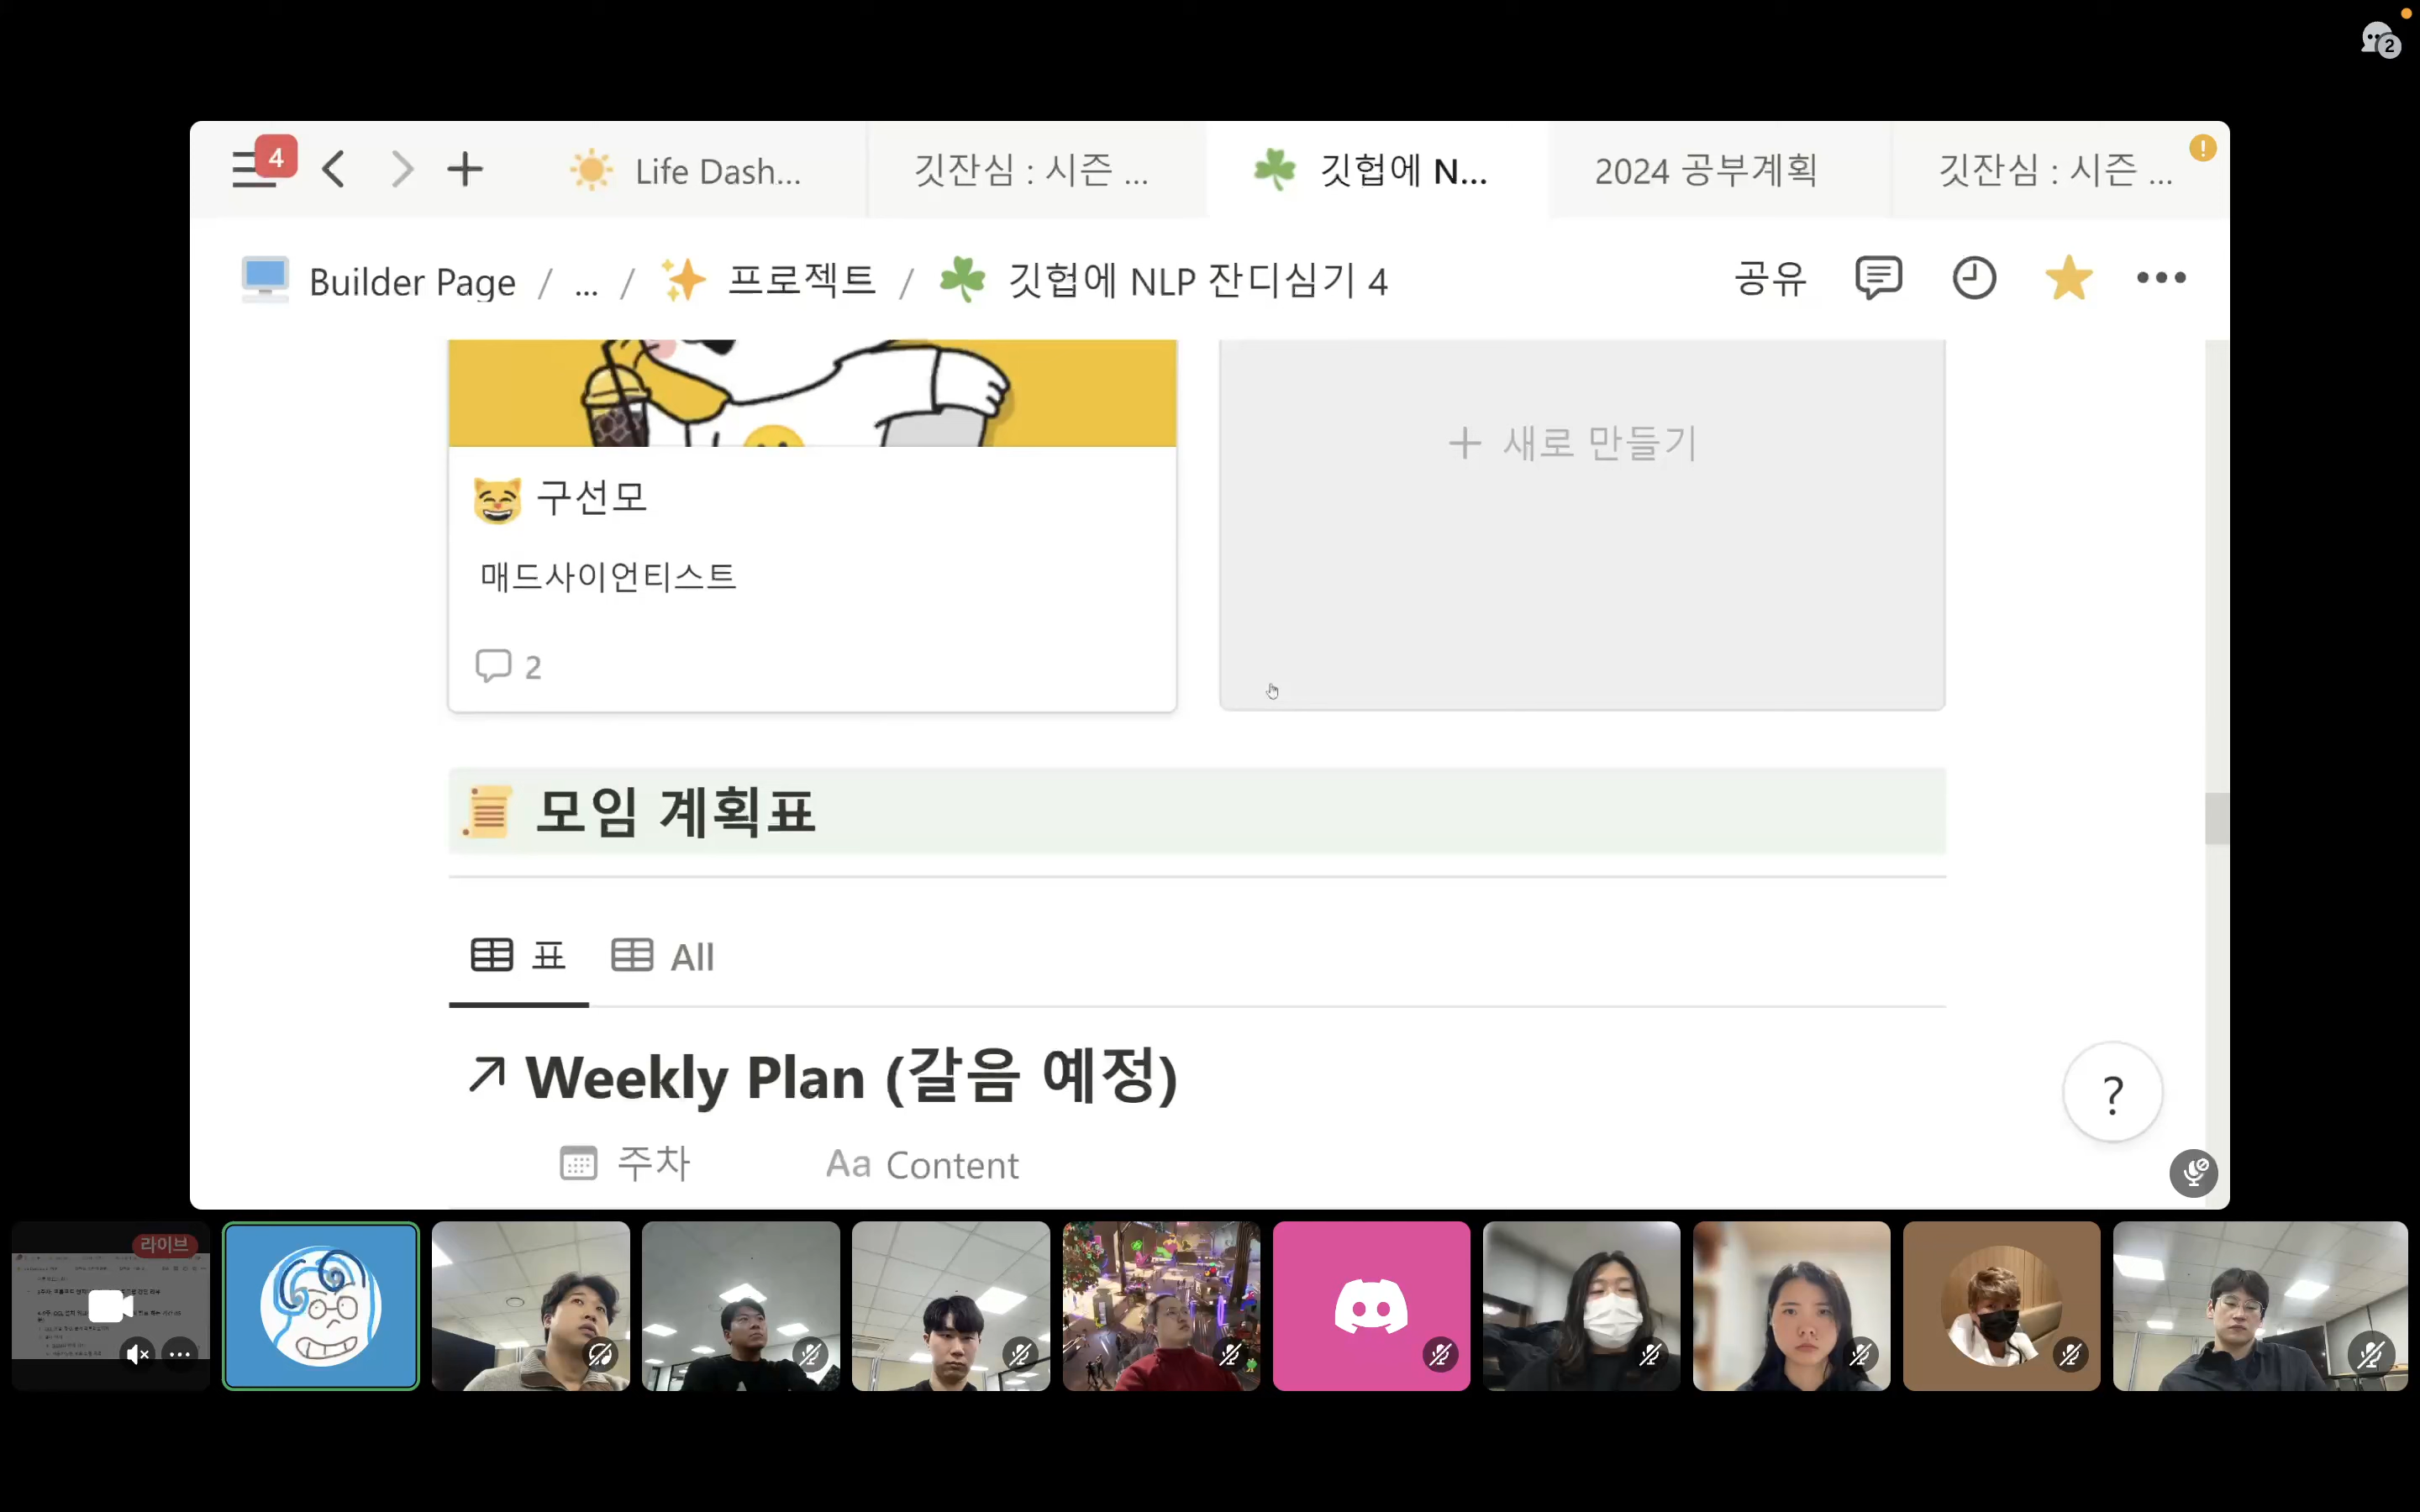 2
4
Life Dash...
깃잔심 : 시즌 ...
깃헙에 N...
2024 공부계획
깃잔심 : 시즌 ...
Builder Page / ... / 프로젝트 / 깃헙에 NLP 잔디심기 4
공유
+ 새로 만들기
구선모
매드사이언티스트
2
모임 계획표
표
All
Weekly Plan (갈음 예정)
주차
Aa Content
?
라이브